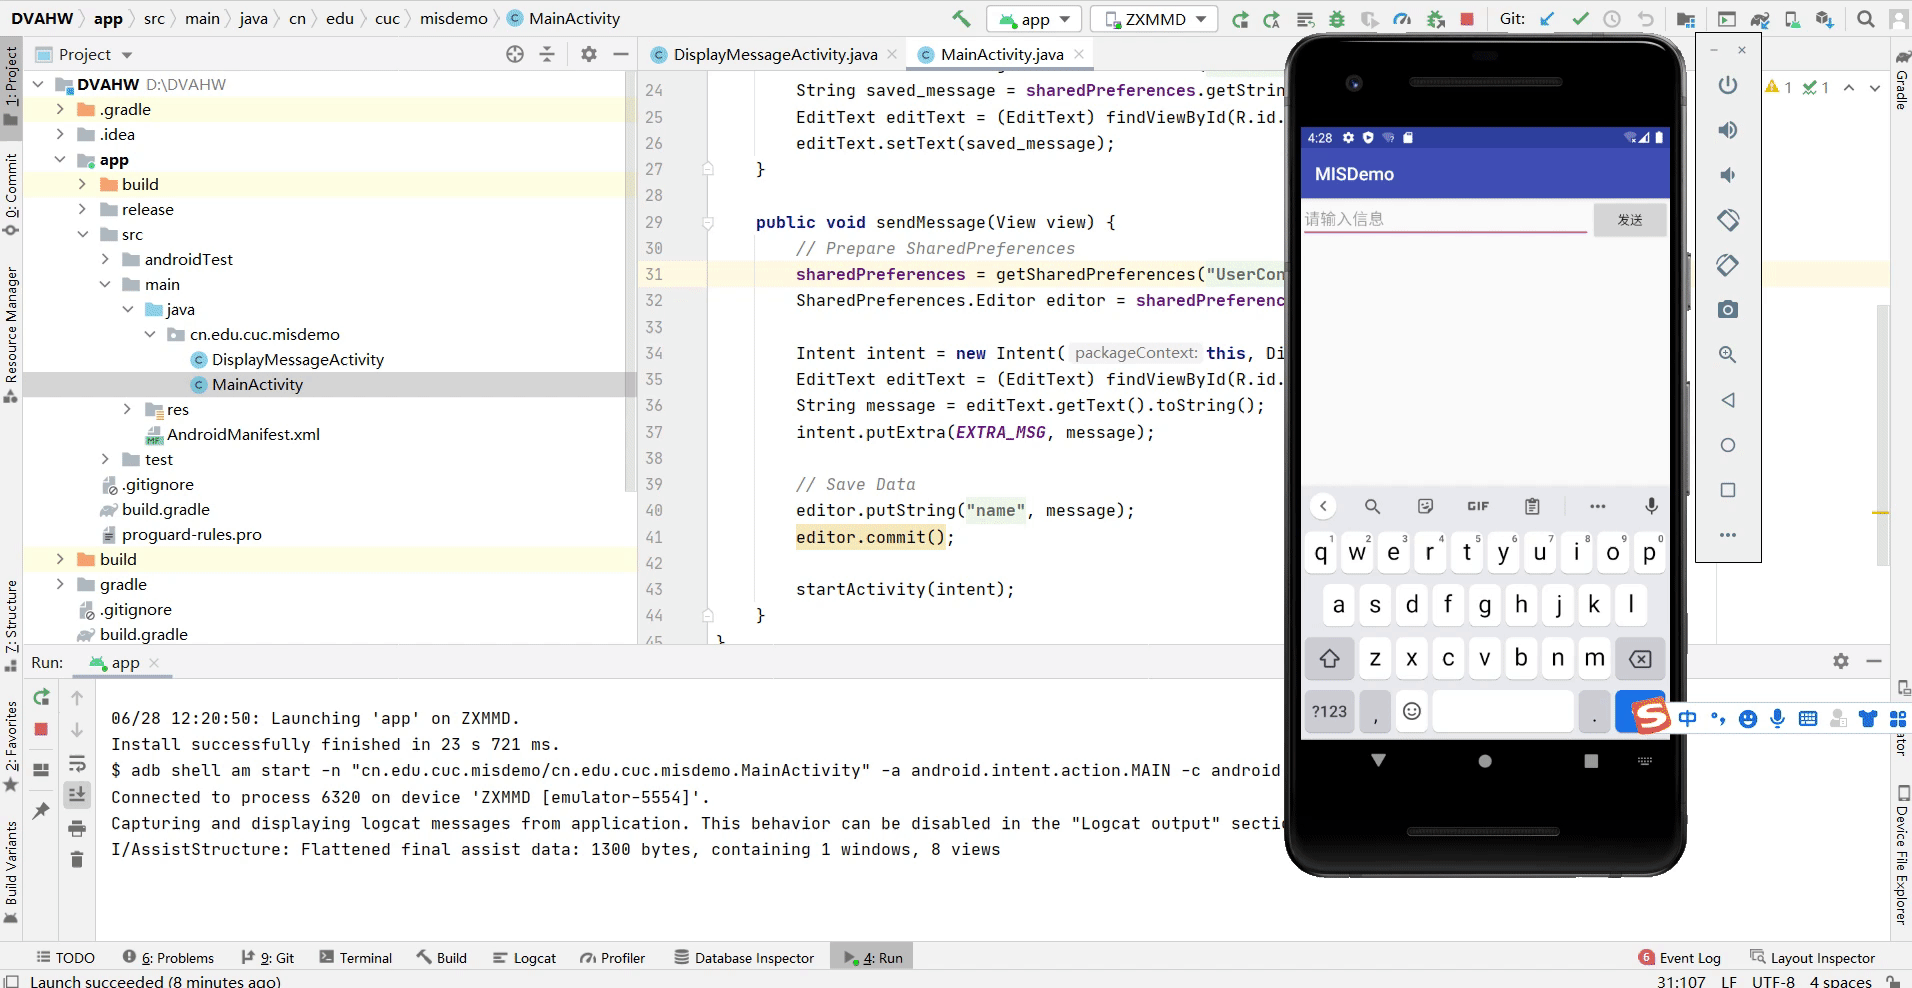 DVAHW app src main java cn edu cuc misdemo MainActivity
app ZXMMD Git:
1: Project
0: Commit
Resource Manager
Z: Structure
2: Favorites
Build Variants
Project
DVAHW D:\DVAHW
.gradle
.idea
app
build
release
src
androidTest
main
java
cn.edu.cuc.misdemo
DisplayMessageActivity
MainActivity
res
AndroidManifest.xml
test
.gitignore
build.gradle
proguard-rules.pro
build
gradle
.gitignore
build.gradle
DisplayMessageActivity.java MainActivity.java
24 String saved_message = sharedPreferences.getStrin
25 EditText editText = (EditText) findViewById(R.id.
26 editText.setText(saved_message);
27 }
28
29 public void sendMessage(View view) {
30 // Prepare SharedPreferences
31 sharedPreferences = getSharedPreferences("UserCon
32 SharedPreferences.Editor editor = sharedPreferenc
33
34 Intent intent = new Intent( packageContext: this, Di
35 EditText editText = (EditText) findViewById(R.id.
36 String message = editText.getText().toString();
37 intent.putExtra(EXTRA_MSG, message);
38
39 // Save Data
40 editor.putString("name", message);
41 editor.commit();
42
43 startActivity(intent);
44 }
45 }
1 1
Gradle
4:28
MISDemo
请输入信息 发送
GIF
q1 w2 e3 r4 t5 y6 u7 i8 o9 p0
a s d f g h j k l
z x c v b n m
?123 , .
S 中
Device File Explorer
Run: app
06/28 12:20:50: Launching 'app' on ZXMMD.
Install successfully finished in 23 s 721 ms.
$ adb shell am start -n "cn.edu.cuc.misdemo/cn.edu.cuc.misdemo.MainActivity" -a android.intent.action.MAIN -c android
Connected to process 6320 on device 'ZXMMD [emulator-5554]'.
Capturing and displaying logcat messages from application. This behavior can be disabled in the "Logcat output" sectio
I/AssistStructure: Flattened final assist data: 1300 bytes, containing 1 windows, 8 views
TODO 6: Problems 9: Git Terminal Build Logcat Profiler Database Inspector 4: Run 6 Event Log Layout Inspector
Launch succeeded (8 minutes ago) 31:107 LF UTF-8 4 spaces